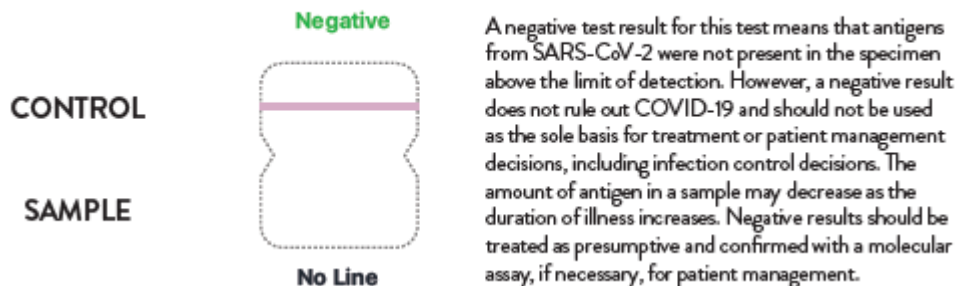 Negative
CONTROL
SAMPLE
No Line
A negative test result for this test means that antigens
from SARS-CoV-2 were not present in the specimen
above the limit of detection. However, a negative result
does not rule out COVID-19 and should not be used
as the sole basis for treatment or patient management
decisions, including infection control decisions. The
amount of antigen in a sample may decrease as the
duration of illness increases. Negative results should be
treated as presumptive and confirmed with a molecular
assay, if necessary, for patient management.